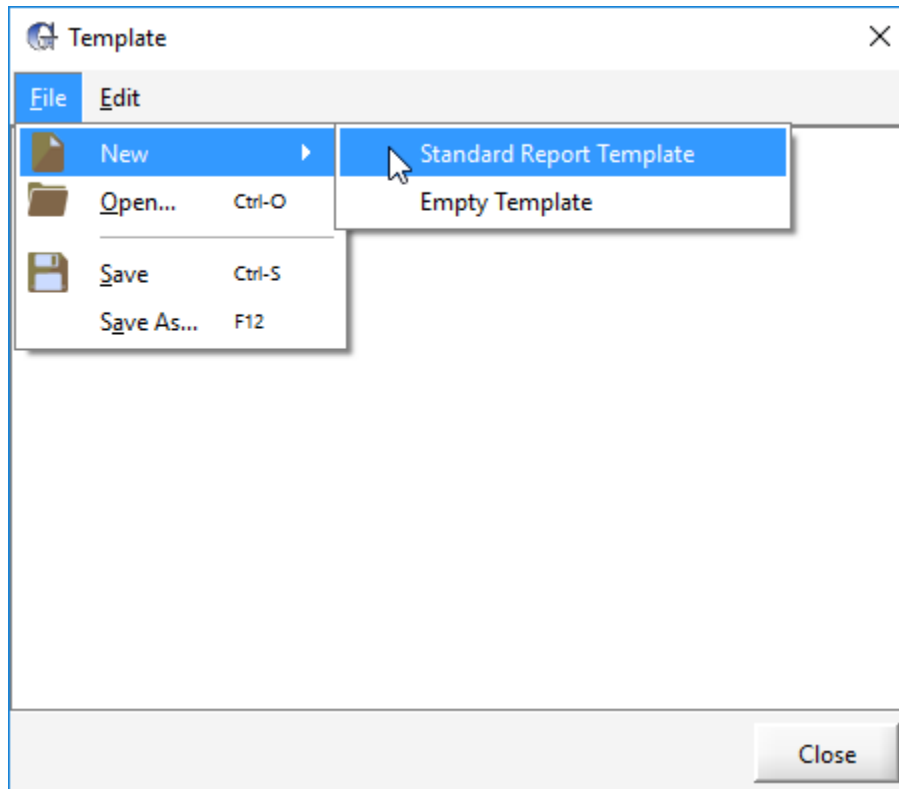 Template
File Edit
New Standard Report Template
Open... Ctrl-O Empty Template
Save Ctrl-S
Save As... F12
Close